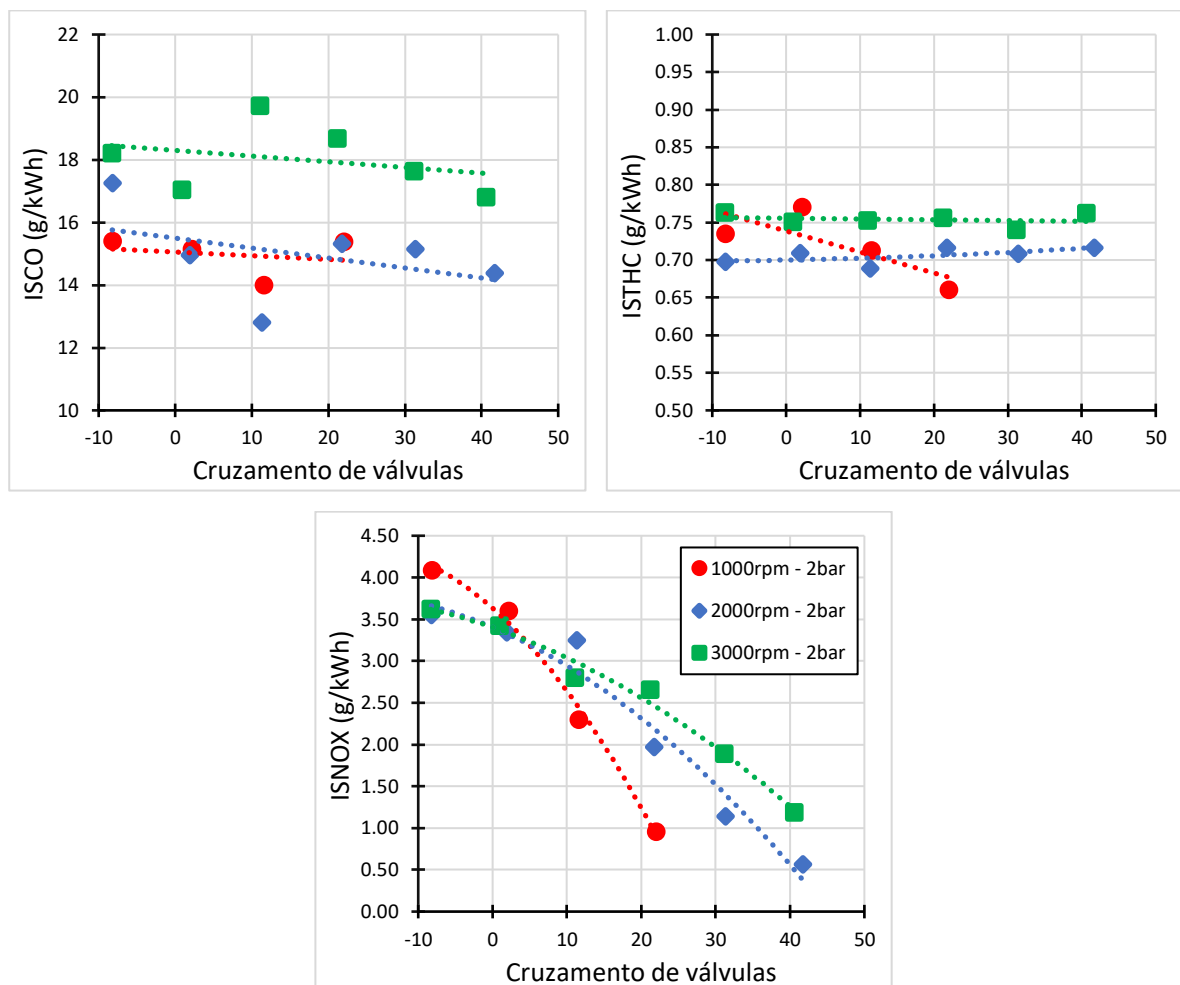 22
20
18
16
14
12
10
-10 0 10 20 30 40 50
ISCO (g/kWh)
Cruzamento de válvulas
1.00
0.95
0.90
0.85
0.80
0.75
0.70
0.65
0.60
0.55
0.50
-10 0 10 20 30 40 50
ISTHC (g/kWh)
Cruzamento de válvulas
4.50
4.00
3.50
3.00
2.50
2.00
1.50
1.00
0.50
0.00
-10 0 10 20 30 40 50
ISNOX (g/kWh)
Cruzamento de válvulas
1000rpm - 2bar
2000rpm - 2bar
3000rpm - 2bar